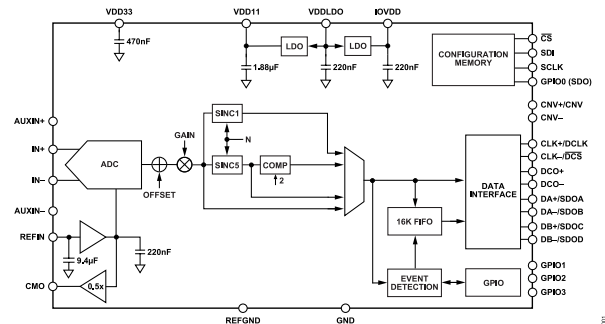 VDD33
VDD11
VDDLDO
IOVDD
470nF
LDO
LDO
1.88µF
220nF
220nF
CONFIGURATION
MEMORY
CS
SDI
SCLK
GPIO0 (SDO)
CNV+/CNV
CNV–
AUXIN+
IN+
IN–
AUXIN–
REFIN
CMO
ADC
OFFSET
GAIN
SINC1
N
SINC5
COMP
2
9.4µF
220nF
0.5x
16K FIFO
EVENT
DETECTION
GPIO
DATA
INTERFACE
CLK+/DCLK
CLK–/DCS
DCO+
DCO–
DA+/SDOA
DA–/SDOB
DB+/SDOC
DB–/SDOD
GPIO1
GPIO2
GPIO3
REFGND
GND